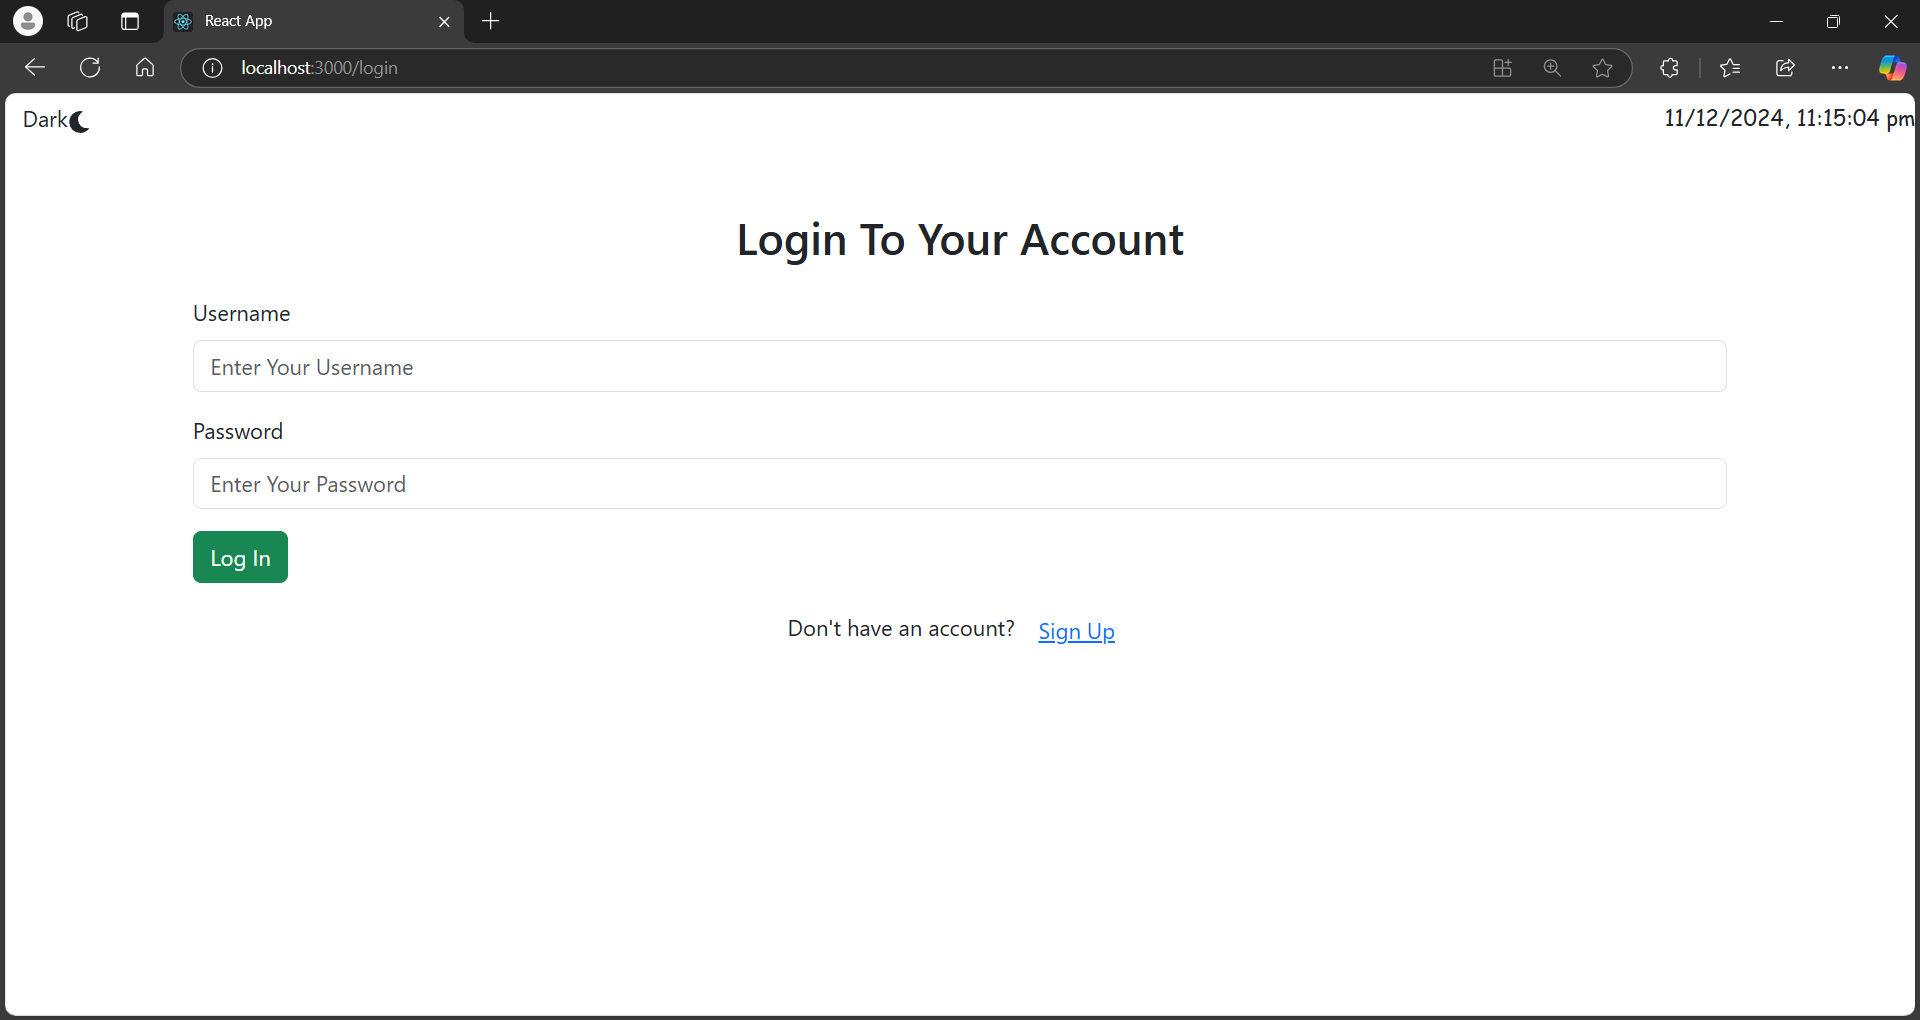 React App
localhost:3000/login
Dark
11/12/2024, 11:15:04 pm
Login To Your Account
Username
Enter Your Username
Password
Enter Your Password
Log In
Don't have an account? Sign Up